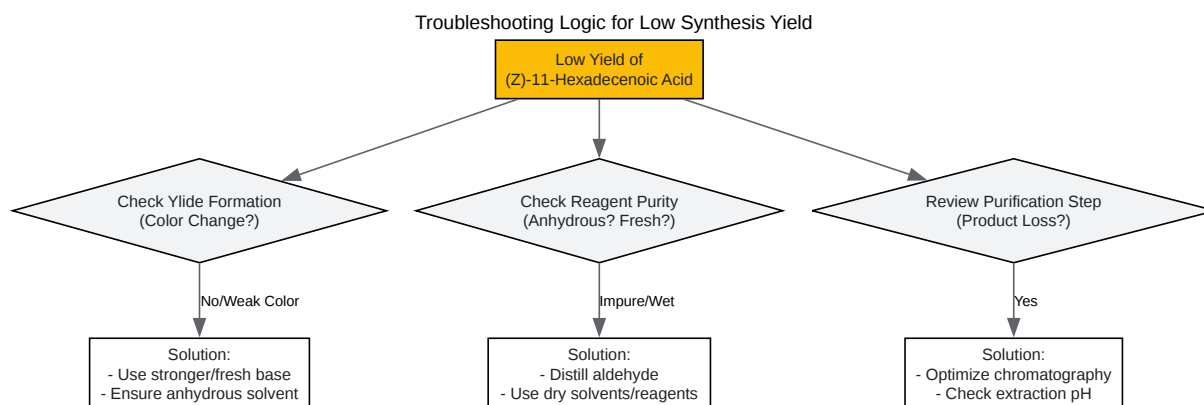 Troubleshooting Logic for Low Synthesis Yield
Low Yield of
(Z)-11-Hexadecenoic Acid
Check Ylide Formation
(Color Change?)
Check Reagent Purity
(Anhydrous? Fresh?)
Review Purification Step
(Product Loss?)
No/Weak Color
Impure/Wet
Yes
Solution:
- Use stronger/fresh base
- Ensure anhydrous solvent
Solution:
- Distill aldehyde
- Use dry solvents/reagents
Solution:
- Optimize chromatography
- Check extraction pH